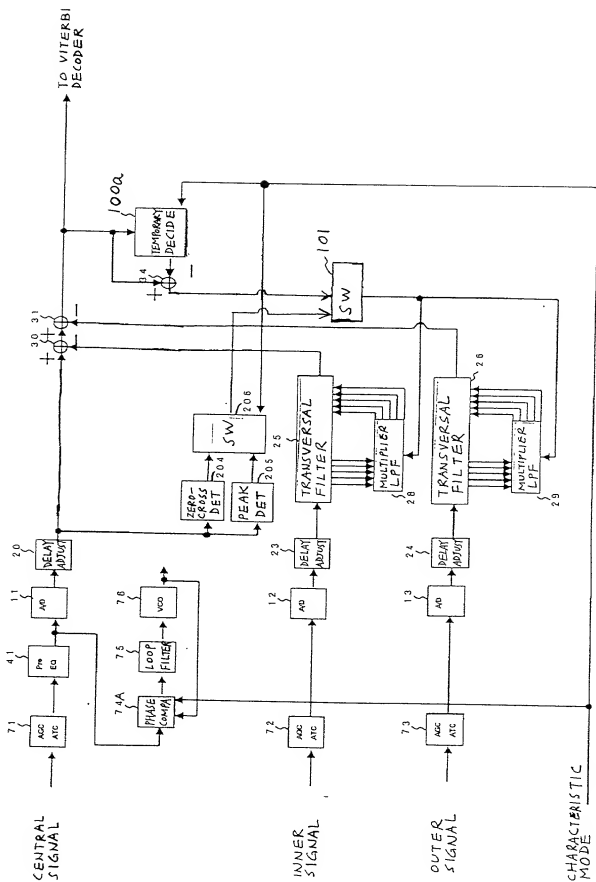 TO VITERBI
DECODER
100a
TEMPORARY
DECIDE
34
+
−
31
+
−
30
+
−
101
SW
206
SW
204
ZERO-
CROSS
DET
205
PEAK
DET
20
DELAY
ADJUST
11
A/D
41
Pre
EQ
71
AGC
ATC
CENTRAL
SIGNAL
76
VCO
75
LOOP
FILTER
74A
PHASE
COMPA
25
TRANSVERSAL
FILTER
MULTIPLIER
LPF
28
23
DELAY
ADJUST
12
A/D
72
AGC
ATC
INNER
SIGNAL
26
TRANSVERSAL
FILTER
MULTIPLIER
LPF
29
24
DELAY
ADJUST
13
A/D
73
AGC
ATC
OUTER
SIGNAL
CHARACTERISTIC
MODE